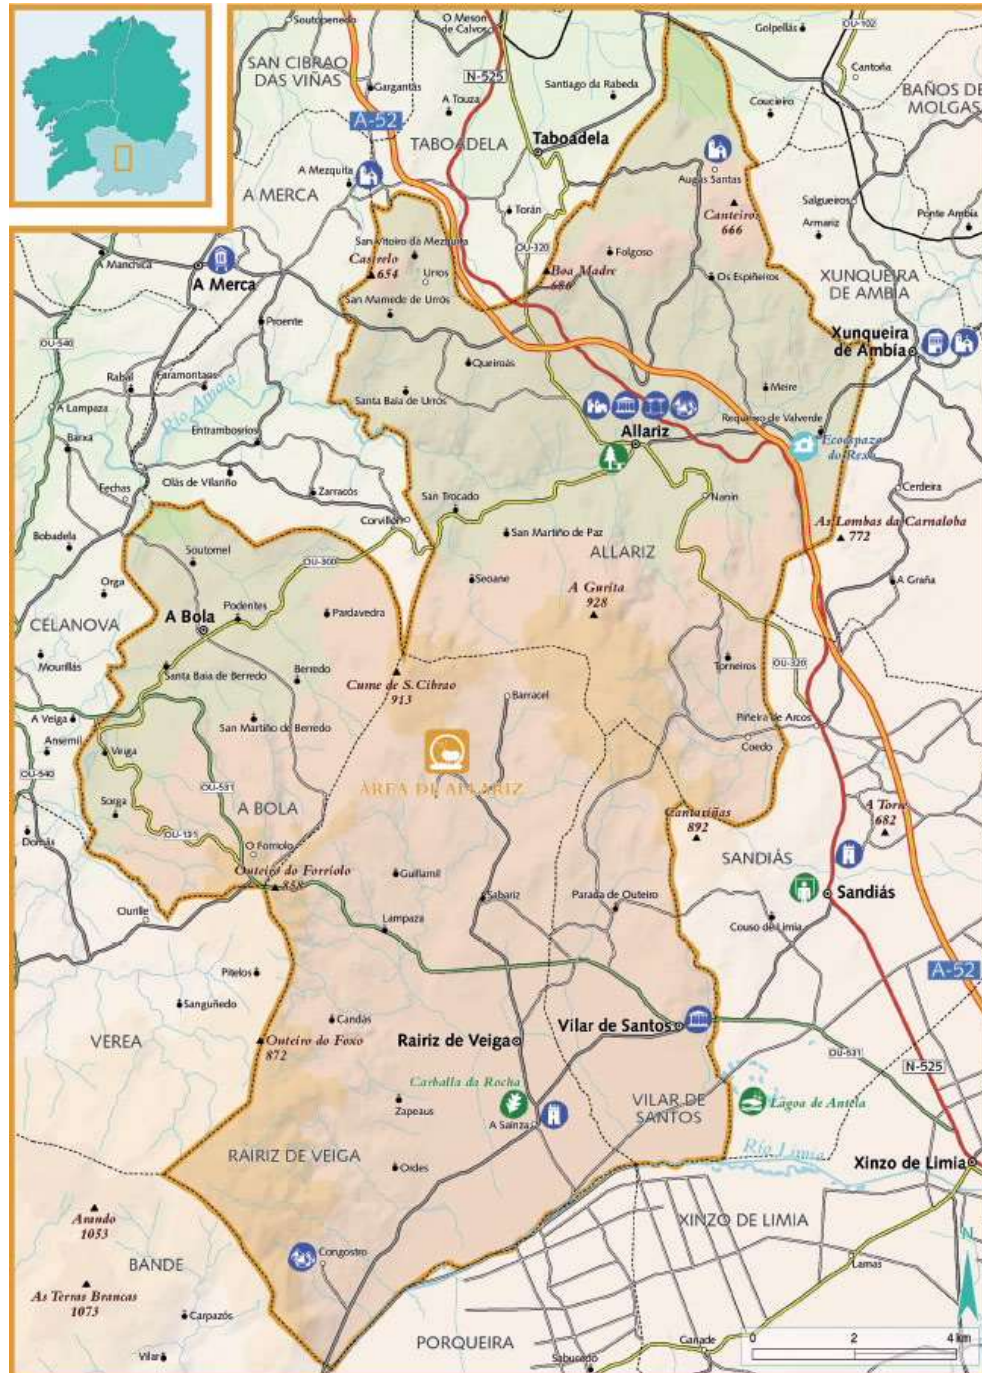 Soutopenedo
O Meson
de Calvos
Golpellás
OU-102
SAN CIBRAO
DAS VIÑAS
Gargantás
N-525
Cantoña
A Touza
Santiago da Rabeda
BAÑOS DE
MOLGAS
Coucieiro
A-52
TABOADELA
Taboadela
A Mezquita
Augas Santas
A MERCA
Torán
Canteiros
666
Salgueiros
Armariz
Ponte Ambía
San Vitoiro da Mezquita
OU-320
Folgoso
A Manchica
Castrelo
654
Urros
Boa Madre
686
Os Espiñeiros
XUNQUEIRA
DE AMBÍA
A Merca
San Mamede de Urrós
Proente
Xunqueira
de Ambía
OU-540
Queiroás
Rabal
Faramontaos
Meire
Santa Baia de Urrós
A Lampaza
Río Arnoia
Requeixo de Valverde
Entrambosríos
Allariz
Ecoespazo
do Rexo
Barxa
Olás de Vilariño
Zarracós
Cerdeira
Fechas
San Trocado
Nanín
Corvillón
As Lombas da Carnaloba
772
Bobadela
San Martiño de Paz
Soutomel
ALLARIZ
OU-300
Orga
Seoane
A Graña
A Gurita
928
Podentes
Pardavedra
CELANOVA
A Bola
Mourillás
Torneiros
OU-320
Santa Baia de Berredo
Berredo
Cume de S. Cibrao
913
Barracel
A Veiga
San Martiño de Berredo
Piñeira de Arcos
Ansemil
Veiga
Coedo
OU-540
OU-531
ÁREA DE ALLARIZ
Sorga
A BOLA
Cantariñas
892
A Torre
682
OU-131
Domás
O Forriolo
SANDIÁS
Outeiro do Forriolo
858
Guillamil
Sabariz
Parada de Outeiro
Sandiás
Ourille
Lampaza
Couso de Limia
Pitelos
A-52
Sanguñedo
Candás
Vilar de Santos
VEREA
Outeiro do Foxo
872
Rairiz de Veiga
OU-531
N-525
Carballa da Rocha
Zapeaus
VILAR DE
SANTOS
Lagoa de Antela
A Saínza
Río Limia
RAIRIZ DE VEIGA
Ordes
Xinzo de Limia
Arando
1053
XINZO DE LIMIA
N
BANDE
Congostro
Lamas
As Terras Brancas
1073
Carpazós
PORQUEIRA
Ganade
0 2 4 km
Vilar
Sabucedo